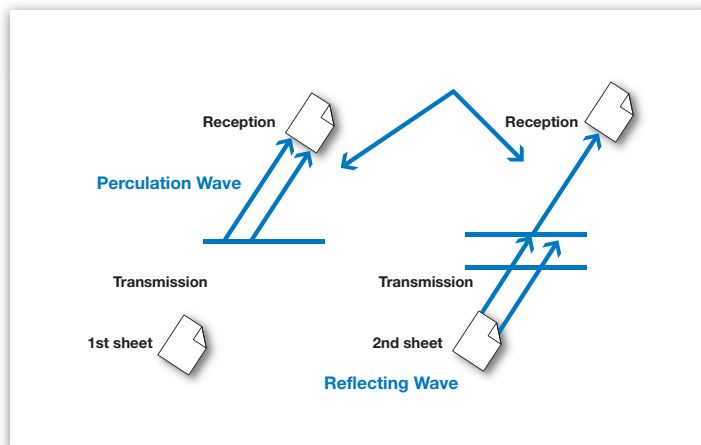 Reception
Reception
Perculation Wave
Transmission
Transmission
1st sheet
2nd sheet
Reflecting Wave